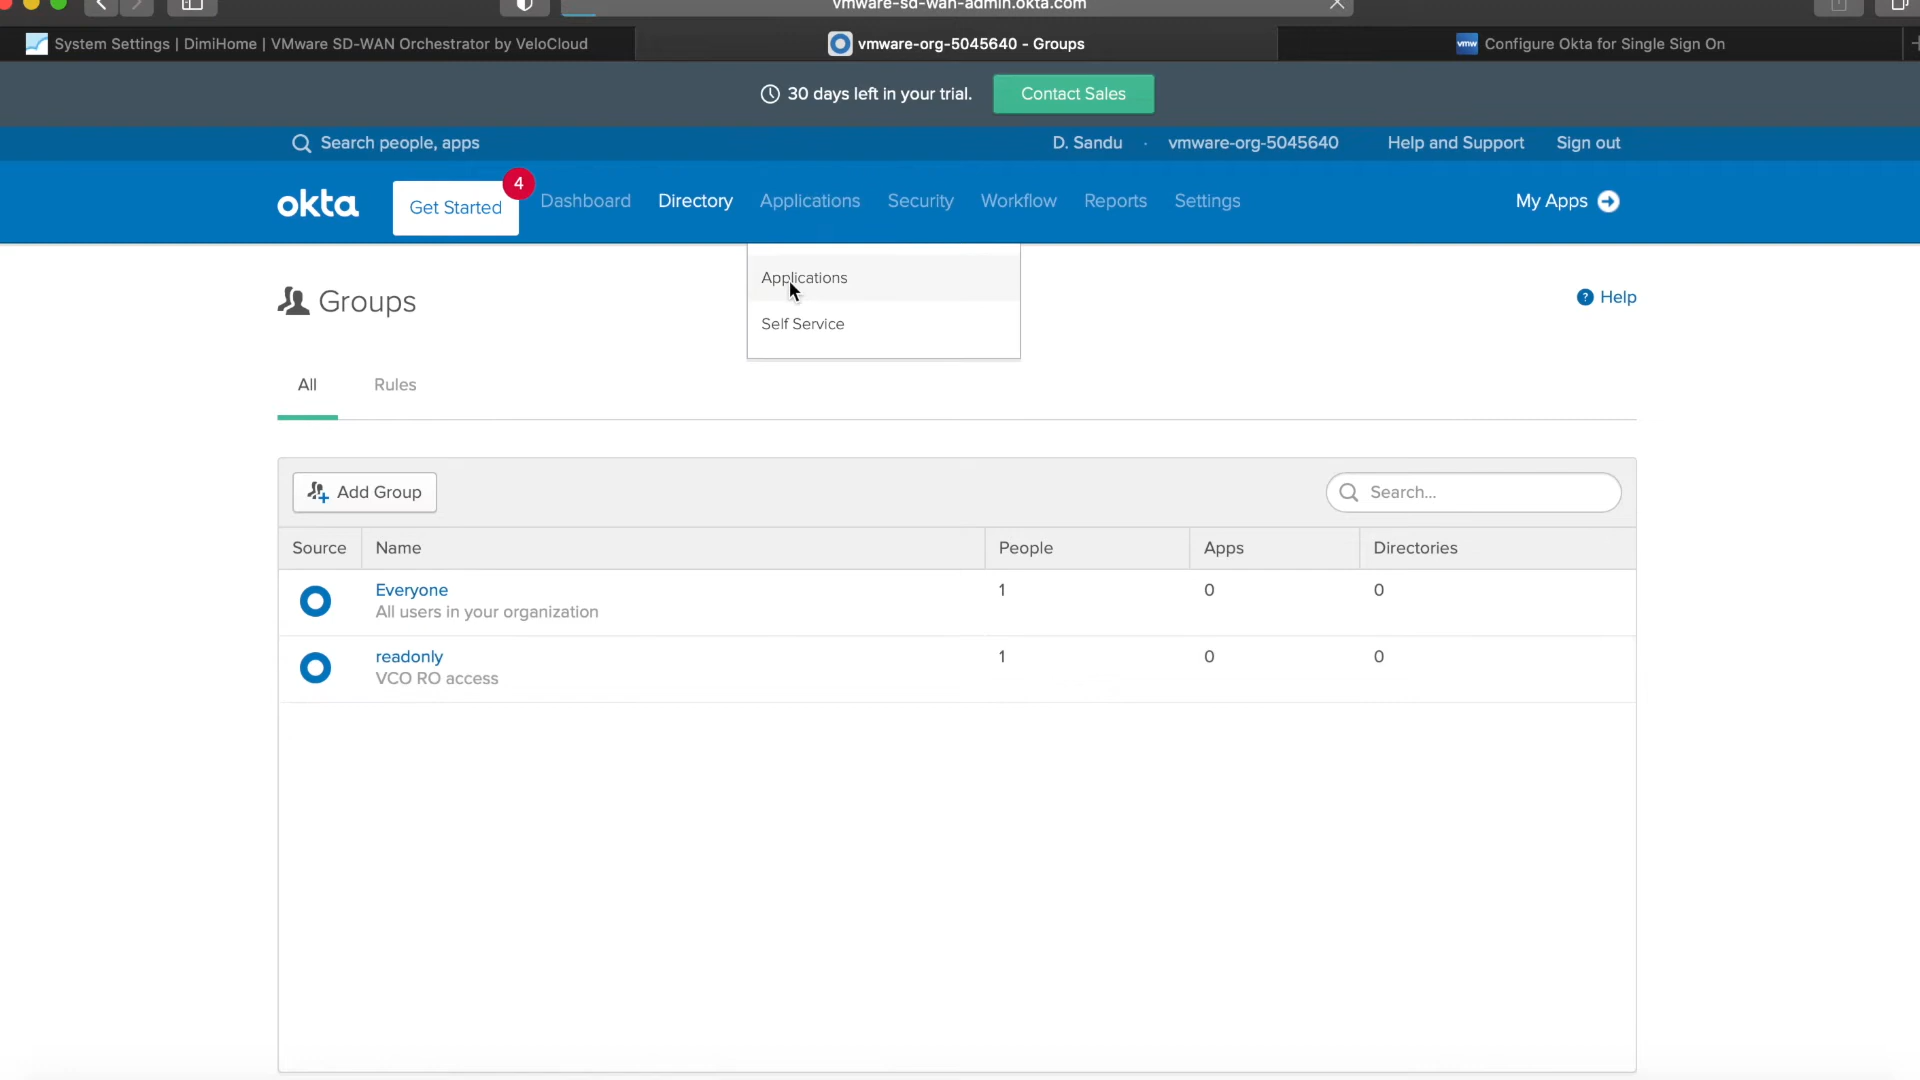 vmware-sd-wan-admin.okta.com
System Settings | DimiHome | VMware SD-WAN Orchestrator by VeloCloud
vmware-org-5045640 - Groups
vmw
Configure Okta for Single Sign On
30 days left in your trial.
Contact Sales
Search people, apps
D. Sandu · vmware-org-5045640
Help and Support
Sign out
okta
Get Started
4
Dashboard
Directory
Applications
Security
Workflow
Reports
Settings
My Apps
Applications
Self Service
Groups
? Help
All
Rules
Add Group
Search...
Source
Name
People
Apps
Directories
Everyone
All users in your organization
1
0
0
readonly
VCO RO access
1
0
0